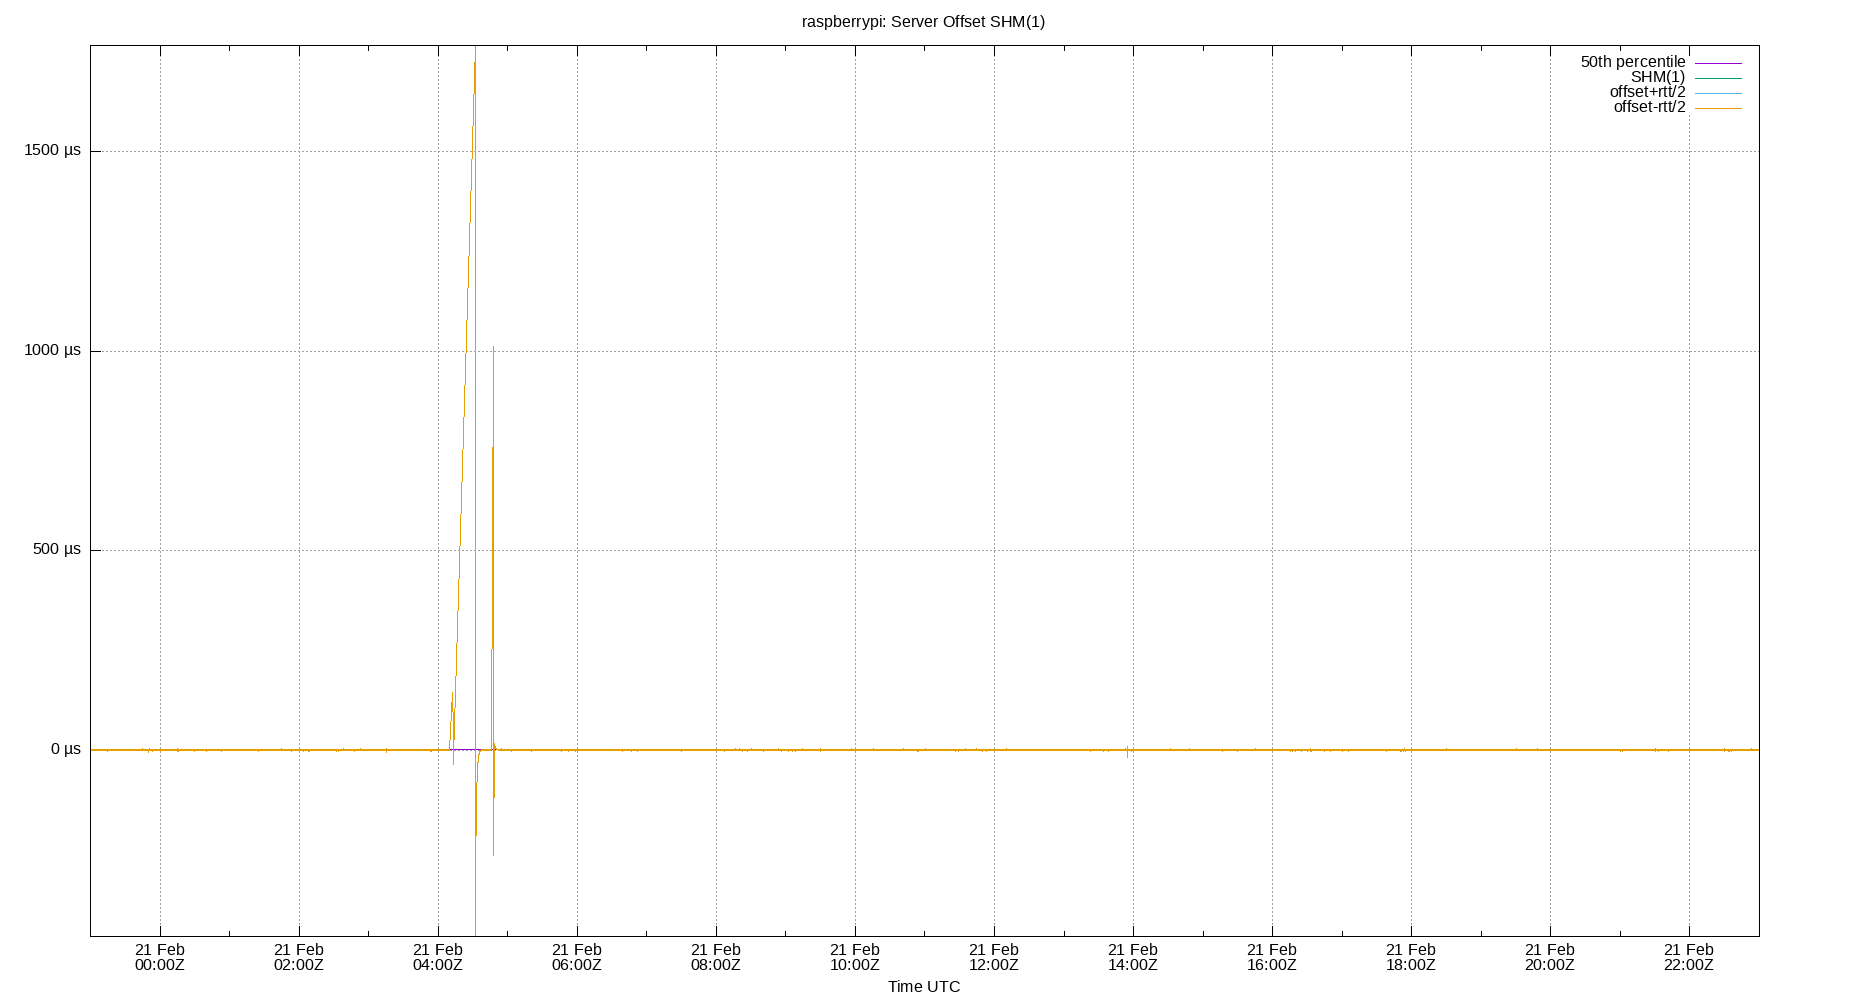 raspberrypi: Server Offset SHM(1)
50th percentile
SHM(1)
offset+rtt/2
offset-rtt/2
1500 µs
1000 µs
500 µs
0 µs
21 Feb 21 Feb 21 Feb 21 Feb 21 Feb 21 Feb 21 Feb 21 Feb 21 Feb 21 Feb 21 Feb 21 Feb
00:00Z 02:00Z 04:00Z 06:00Z 08:00Z 10:00Z 12:00Z 14:00Z 16:00Z 18:00Z 20:00Z 22:00Z
Time UTC